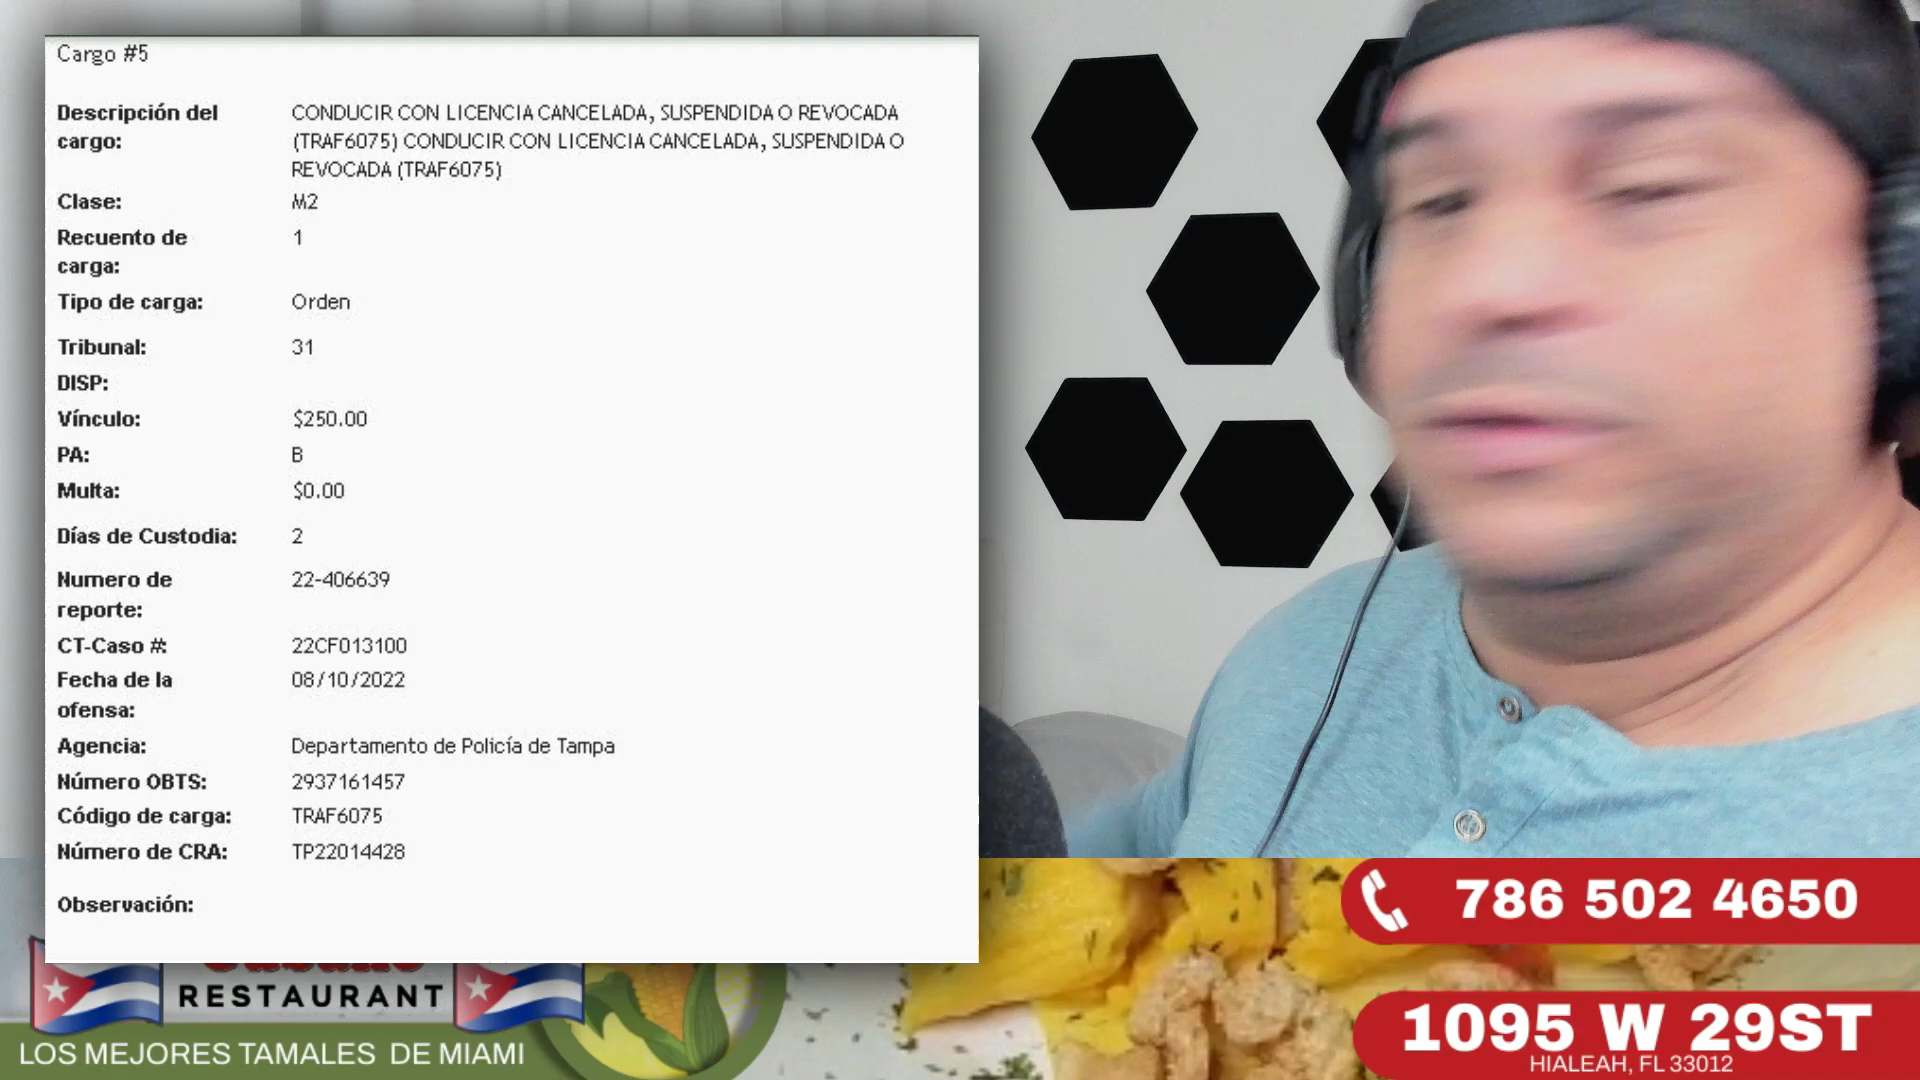 Cargo #5
Descripción del cargo:
CONDUCIR CON LICENCIA CANCELADA, SUSPENDIDA O REVOCADA
(TRAF6075) CONDUCIR CON LICENCIA CANCELADA, SUSPENDIDA O
REVOCADA (TRAF6075)
Clase: M2
Recuento de carga: 1
Tipo de carga: Orden
Tribunal: 31
DISP:
Vínculo: $250.00
PA: B
Multa: $0.00
Días de Custodia: 2
Numero de reporte: 22-406639
CT-Caso #: 22CF013100
Fecha de la ofensa: 08/10/2022
Agencia: Departamento de Policía de Tampa
Número OBTS: 2937161457
Código de carga: TRAF6075
Número de CRA: TP22014428
Observación:
RESTAURANT
LOS MEJORES TAMALES DE MIAMI
786 502 4650
1095 W 29ST
HIALEAH, FL 33012